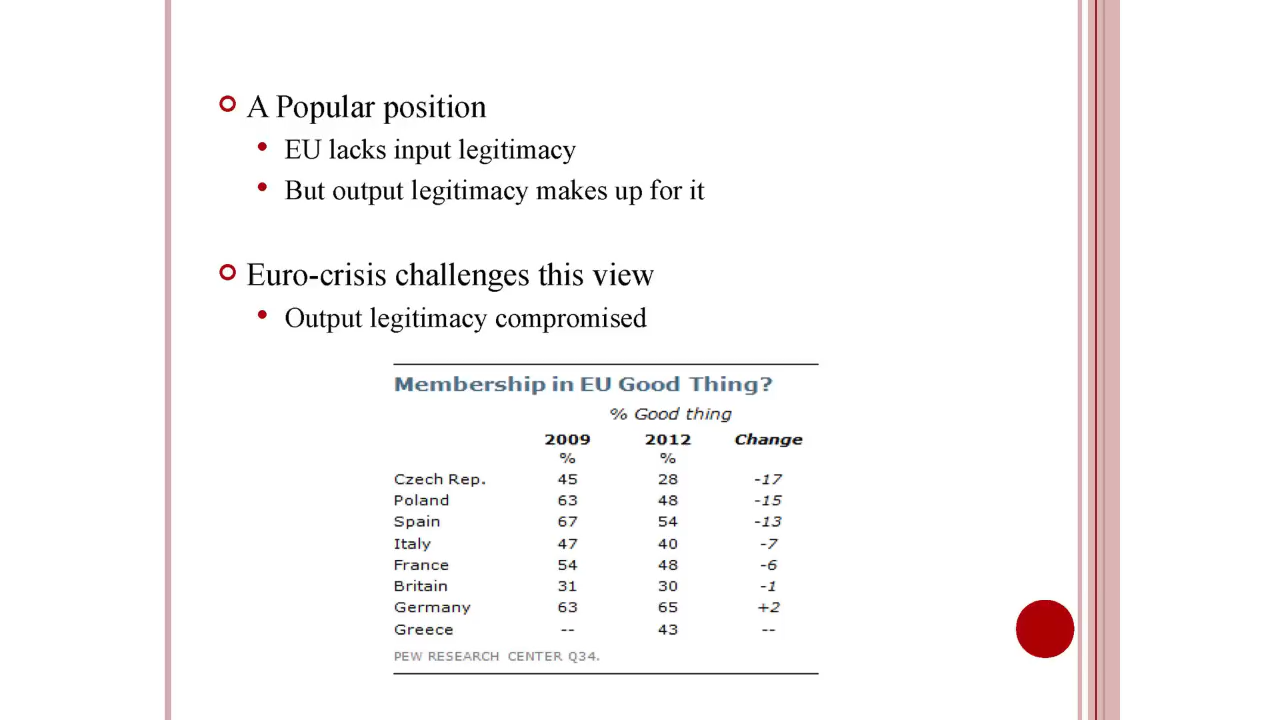 A Popular position
EU lacks input legitimacy
But output legitimacy makes up for it
Euro-crisis challenges this view
Output legitimacy compromised
Membership in EU Good Thing?
% Good thing
2009 2012 Change
% %
Czech Rep. 45 28 -17
Poland 63 48 -15
Spain 67 54 -13
Italy 47 40 -7
France 54 48 -6
Britain 31 30 -1
Germany 63 65 +2
Greece -- 43 --
PEW RESEARCH CENTER Q34.